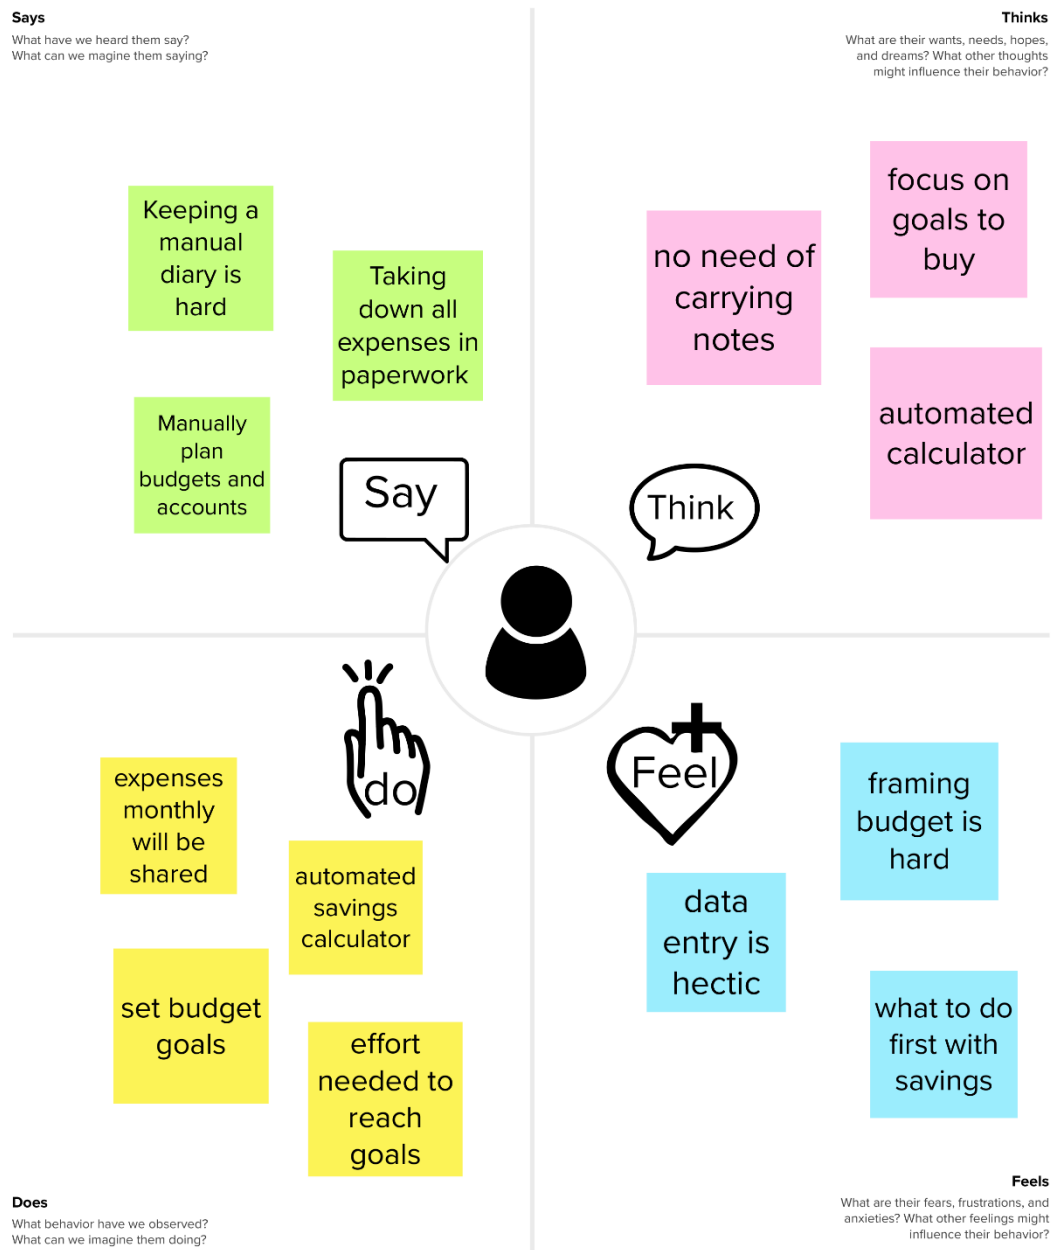 Says
What have we heard them say?
What can we magine them saying?
Thinks
What are their wants, needs, hopes,
and dreams? What other thoughts
might influence their behavior?
Keeping a
manual
diary is
hard
Taking
down all
expenses in
paperwork
Manually
plan
budgets and
accounts
Say
no need of
carrying
notes
focus on
goals to
buy
automated
calculator
Think
do
expenses
monthly
will be
shared
automated
savings
calculator
set budget
goals
effort
needed to
reach
goals
Feel
framing
budget is
hard
data
entry is
hectic
what to do
first with
savings
Does
What behavior have we observed?
What can we imagine them doing?
Feels
What are their fears, frustrations, and
anxieties? What other feelings might
influence their behavior?